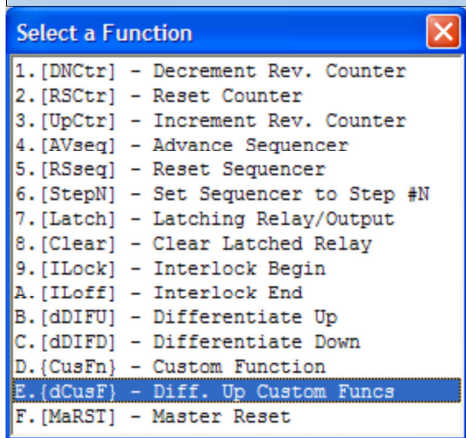 Select a Function
1.[DNCtr] - Decrement Rev. Counter
2.[RSCtr] - Reset Counter
3.[UpCtr] - Increment Rev. Counter
4.[AVseq] - Advance Sequencer
5.[RSseq] - Reset Sequencer
6.[StepN] - Set Sequencer to Step #N
7.[Latch] - Latching Relay/Output
8.[Clear] - Clear Latched Relay
9.[ILock] - Interlock Begin
A.[ILoff] - Interlock End
B.[dDIFU] - Differentiate Up
C.[dDIFD] - Differentiate Down
D.{CusFn} - Custom Function
E.{dCusF} - Diff. Up Custom Funcs
F.[MaRST] - Master Reset